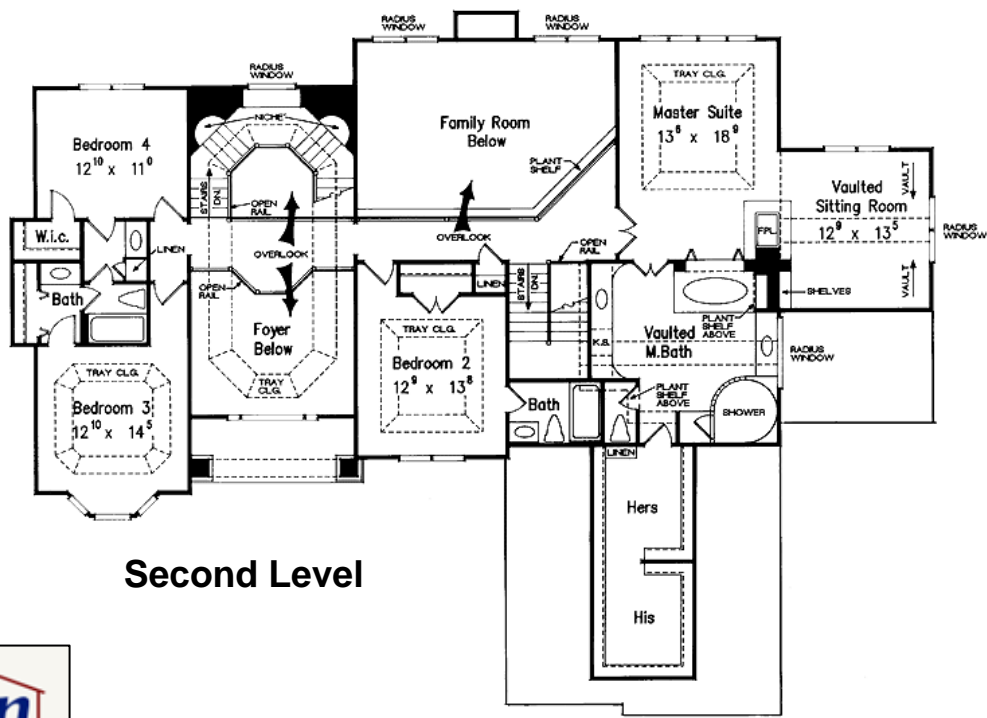 RADIUS
WINDOW
RADIUS
WINDOW
RADIUS
WINDOW
TRAY CLG.
Master Suite
13⁶ x 18⁹
NICHE
Family Room
Below
PLANT
SHELF
Bedroom 4
12¹⁰ x 11⁰
STAIRS
DN.
OPEN
RAIL
VAULT
Vaulted
Sitting Room
12⁹ x 13⁵
FPL.
RADIUS
WINDOW
VAULT
W.i.c.
LINEN
OVERLOOK
OVERLOOK
OPEN
RAIL
OPEN
RAIL
LINEN
STAIRS
DN.
SHELVES
Bath
Foyer
Below
TRAY
CLG.
TRAY CLG.
Bedroom 2
12⁹ x 13⁸
K.S.
PLANT
SHELF
ABOVE
Vaulted
M.Bath
RADIUS
WINDOW
TRAY CLG.
Bedroom 3
12¹⁰ x 14⁵
Bath
PLANT
SHELF
ABOVE
SHOWER
LINEN
Hers
His
Second Level